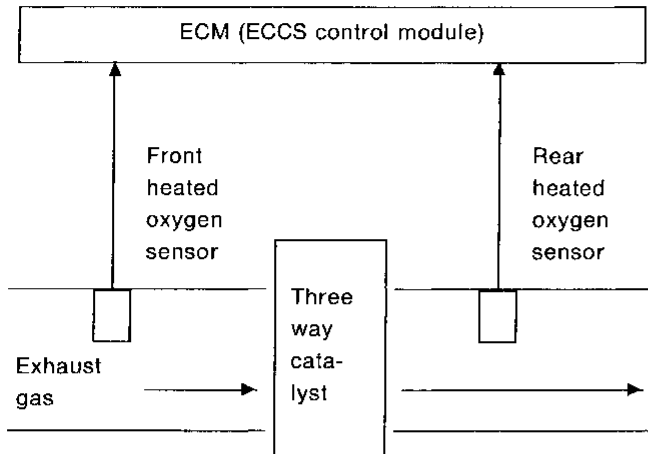 ECM (ECCS control module)
Front
heated
oxygen
sensor
Rear
heated
oxygen
sensor
Three
way
cata-
lyst
Exhaust
gas